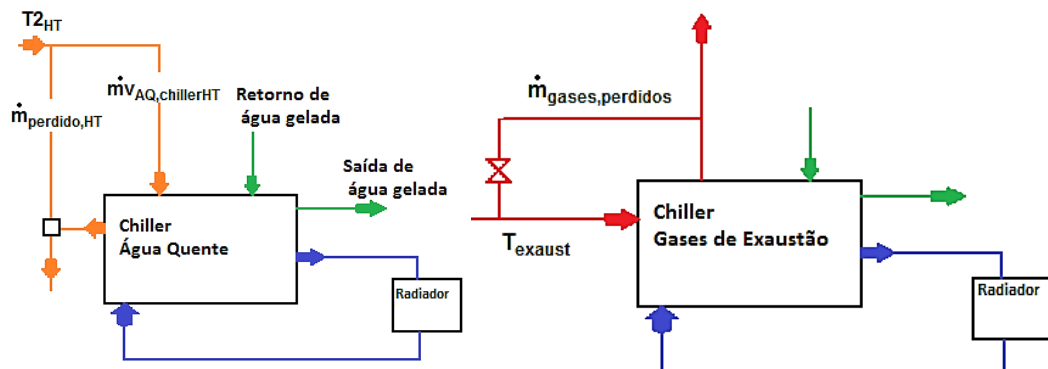 T2HT
ṁperdido,HT
ṁvAQ,chillerHT
Retorno de
água gelada
Saída de
água gelada
Chiller
Água Quente
Radiador
ṁgases,perdidos
Texaust
Chiller
Gases de Exaustão
Radiador